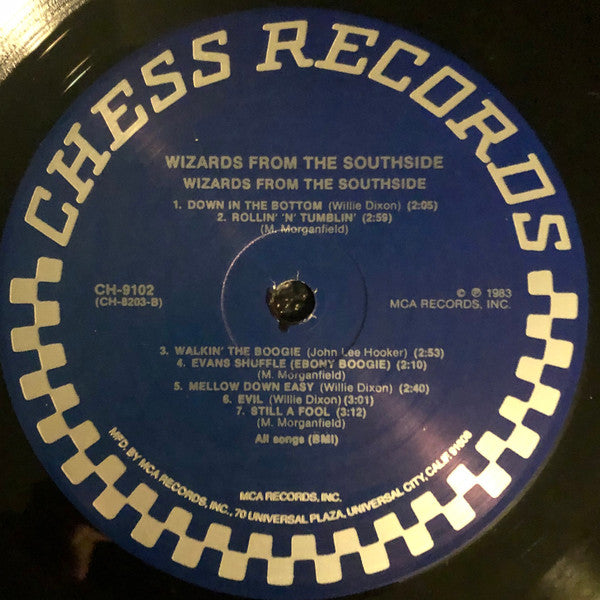 CHESS RECORDS
WIZARDS FROM THE SOUTHSIDE
WIZARDS FROM THE SOUTHSIDE
1. DOWN IN THE BOTTOM (Willie Dixon) (2:05)
2. ROLLIN' 'N' TUMBLIN' (2:59)
(M. Morganfield)
CH-9102
(CH-8203-B)
© ℗ 1983
MCA RECORDS, INC.
3. WALKIN' THE BOOGIE (John Lee Hooker) (2:53)
4. EVANS SHUFFLE (EBONY BOOGIE) (2:10)
(M. Morganfield)
5. MELLOW DOWN EASY (Willie Dixon) (2:40)
6. EVIL (Willie Dixon) (3:01)
7. STILL A FOOL (3:12)
(M. Morganfield)
All songs (BMI)
MCA RECORDS, INC.
MFD. BY MCA RECORDS, INC., 70 UNIVERSAL PLAZA, UNIVERSAL CITY, CALIF. 91608